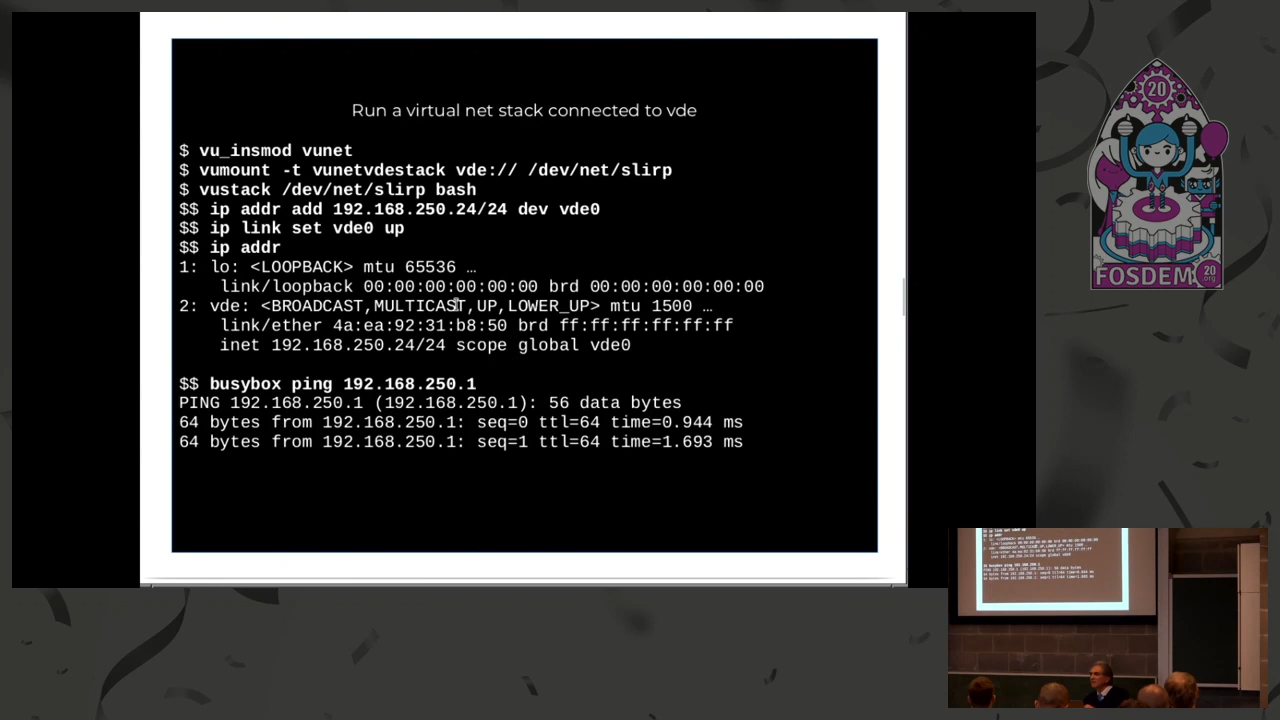 Run a virtual net stack connected to vde
$ vu_insmod vunet
$ vumount -t vunetvdestack vde:// /dev/net/slirp
$ vustack /dev/net/slirp bash
$$ ip addr add 192.168.250.24/24 dev vde0
$$ ip link set vde0 up
$$ ip addr
1: lo: <LOOPBACK> mtu 65536 …
link/loopback 00:00:00:00:00:00 brd 00:00:00:00:00:00
2: vde: <BROADCAST,MULTICAST,UP,LOWER_UP> mtu 1500 …
link/ether 4a:ea:92:31:b8:50 brd ff:ff:ff:ff:ff:ff
inet 192.168.250.24/24 scope global vde0
$$ busybox ping 192.168.250.1
PING 192.168.250.1 (192.168.250.1): 56 data bytes
64 bytes from 192.168.250.1: seq=0 ttl=64 time=0.944 ms
64 bytes from 192.168.250.1: seq=1 ttl=64 time=1.693 ms
20
FOSDEM 20 .org